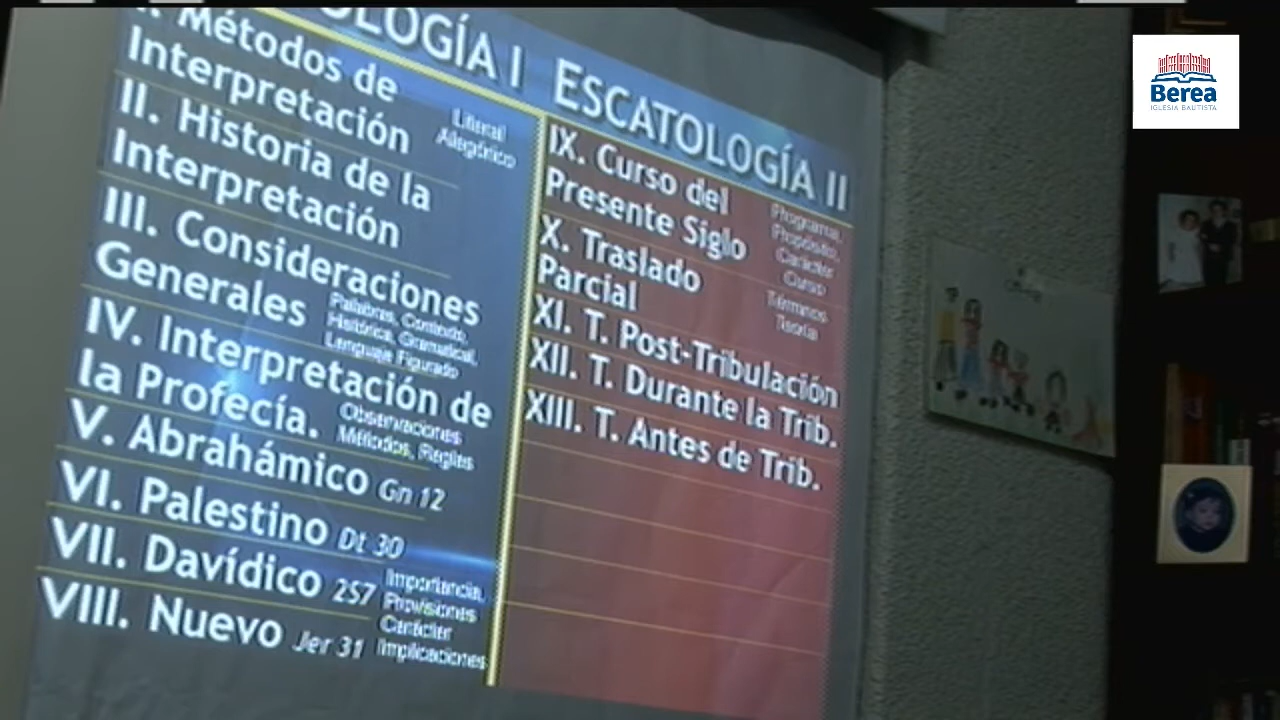 OLOGÍA I
I. Métodos de
Interpretación
Literal
Alegórico
II. Historia de la
Interpretación
III. Consideraciones
Generales
Palabras, Contexto,
Histórica, Gramatical,
Lenguaje Figurado
IV. Interpretación de
la Profecía.
Observaciones
Métodos, Reglas
V. Abrahámico Gn 12
VI. Palestino Dt 30
VII. Davídico 2S7
VIII. Nuevo Jer 31
Importancia,
Provisiones
Carácter
Implicaciones
ESCATOLOGÍA II
IX. Curso del
Presente Siglo
Programa,
Propósito,
Carácter
Curso
X. Traslado
Parcial
Términos
Teoría
XI. T. Post-Tribulación
XII. T. Durante la Trib.
XIII. T. Antes de Trib.
Berea
IGLESIA BAUTISTA